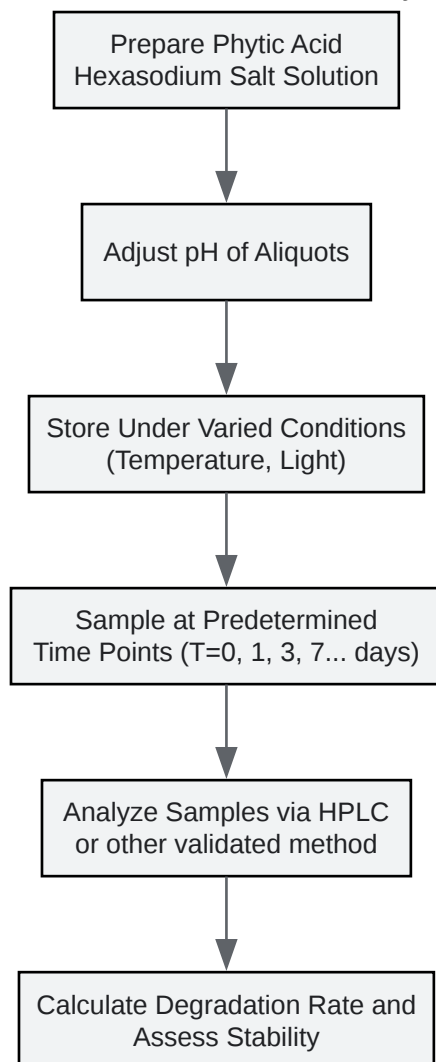 Prepare Phytic Acid
Hexasodium Salt Solution
Adjust pH of Aliquots
Store Under Varied Conditions
(Temperature, Light)
Sample at Predetermined
Time Points (T=0, 1, 3, 7... days)
Analyze Samples via HPLC
or other validated method
Calculate Degradation Rate and
Assess Stability